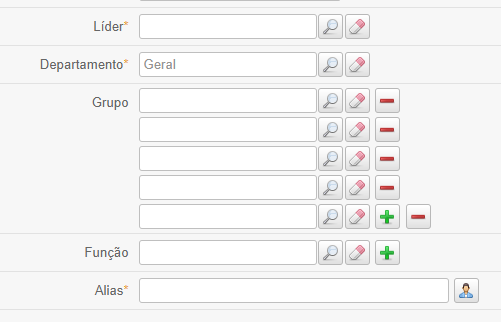 Líder*
Departamento* Geral
Grupo
Função
Alias*